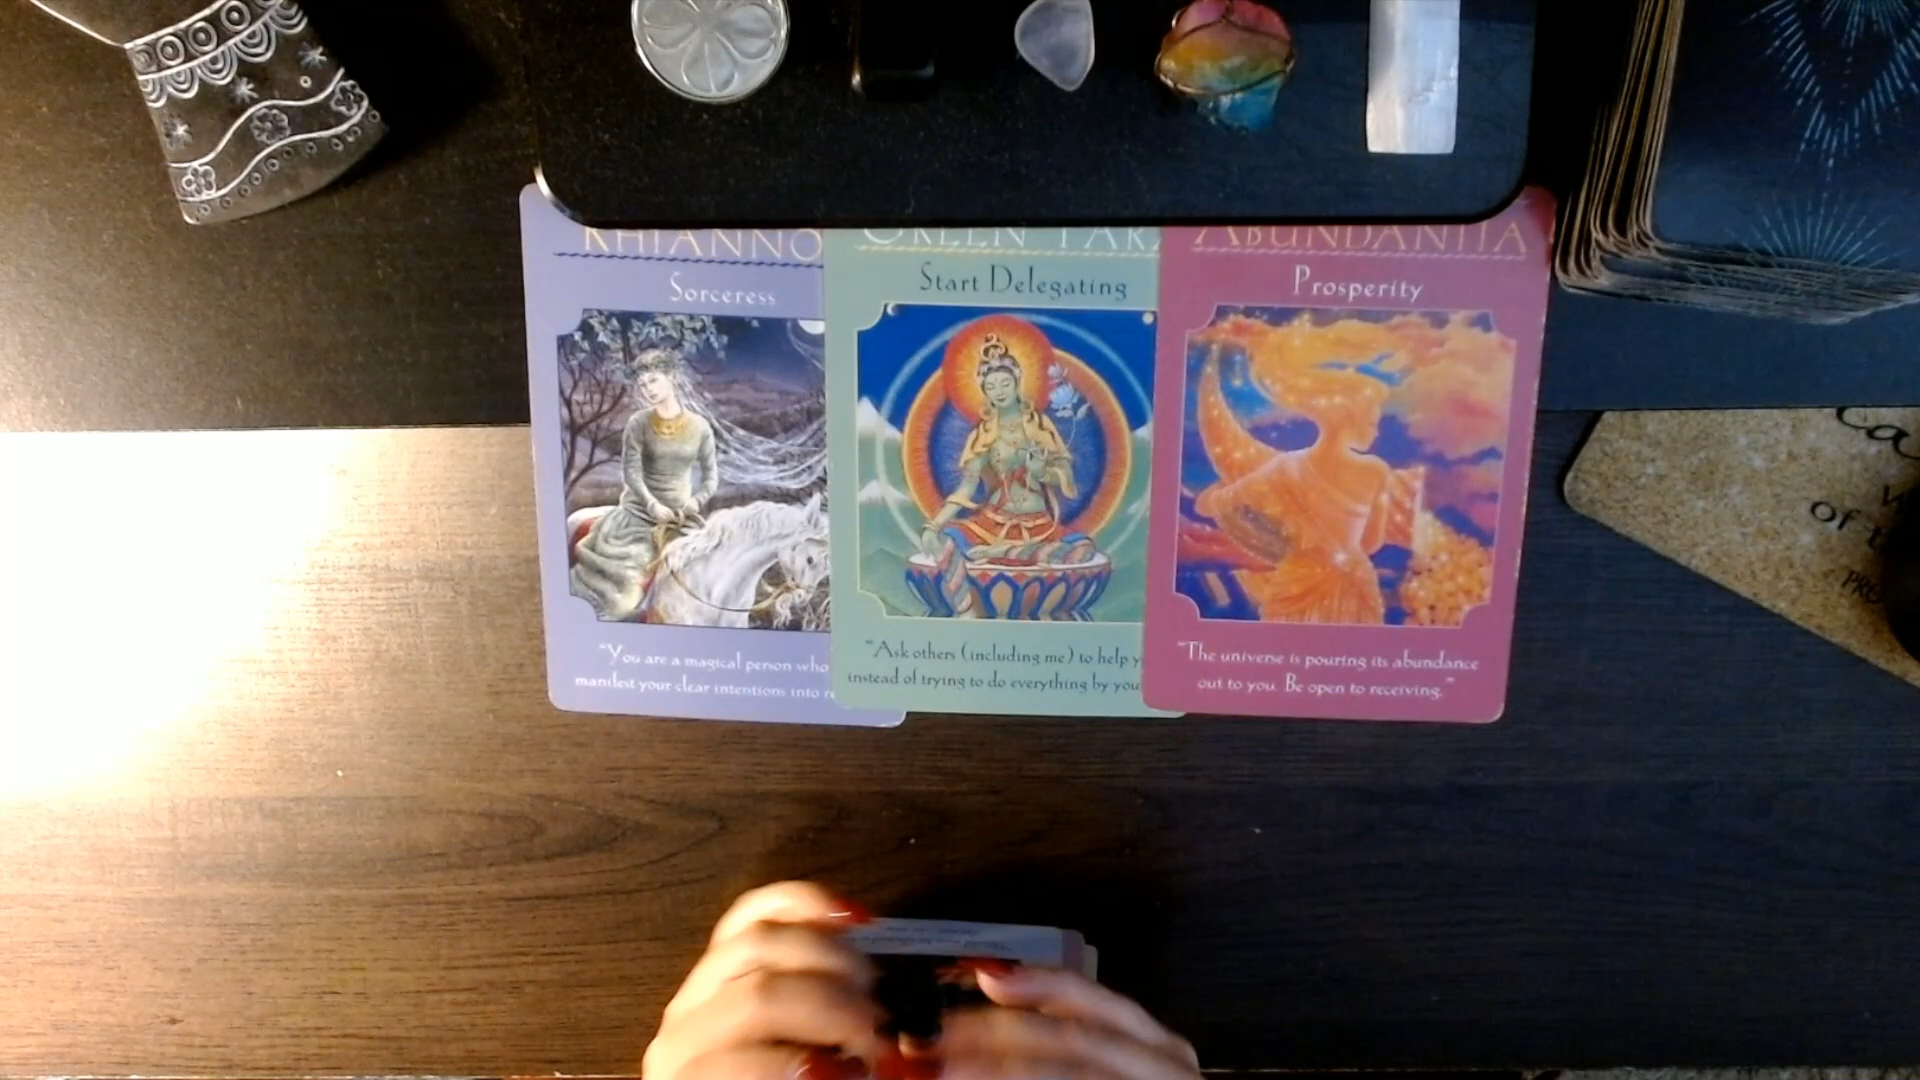 RHIANNO
Sorceress
"You are a magical person who
manifest your clear intentions into
GREEN TARA
Start Delegating
"Ask others (including me) to help y
instead of trying to do everything by you
ABUNDANTIA
Prosperity
"The universe is pouring its abundance
out to you. Be open to receiving."
of